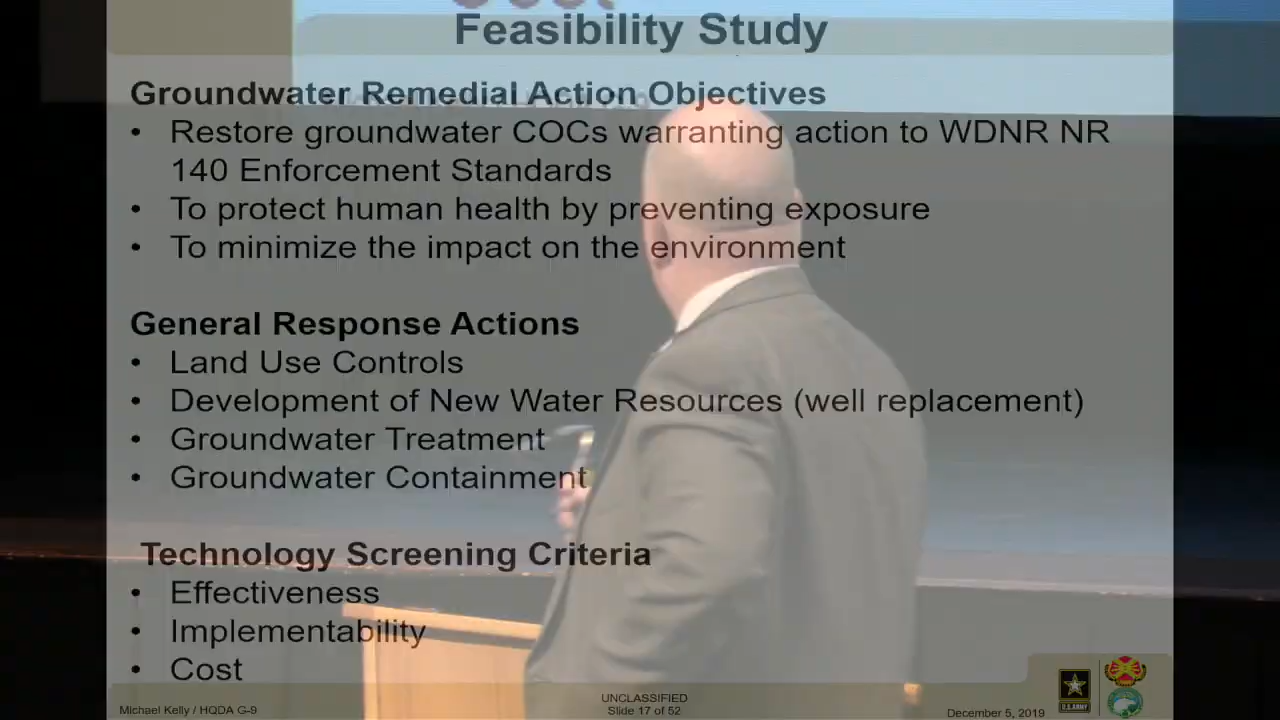 Feasibility Study
Groundwater Remedial Action Objectives
• Restore groundwater COCs warranting action to WDNR NR
140 Enforcement Standards
• To protect human health by preventing exposure
• To minimize the impact on the environment
General Response Actions
• Land Use Controls
• Development of New Water Resources (well replacement)
• Groundwater Treatment
• Groundwater Containment
Technology Screening Criteria
• Effectiveness
• Implementability
• Cost
Michael Kelly / HQDA G-9
UNCLASSIFIED
Slide 17 of 52
U.S. ARMY
December 5, 2019